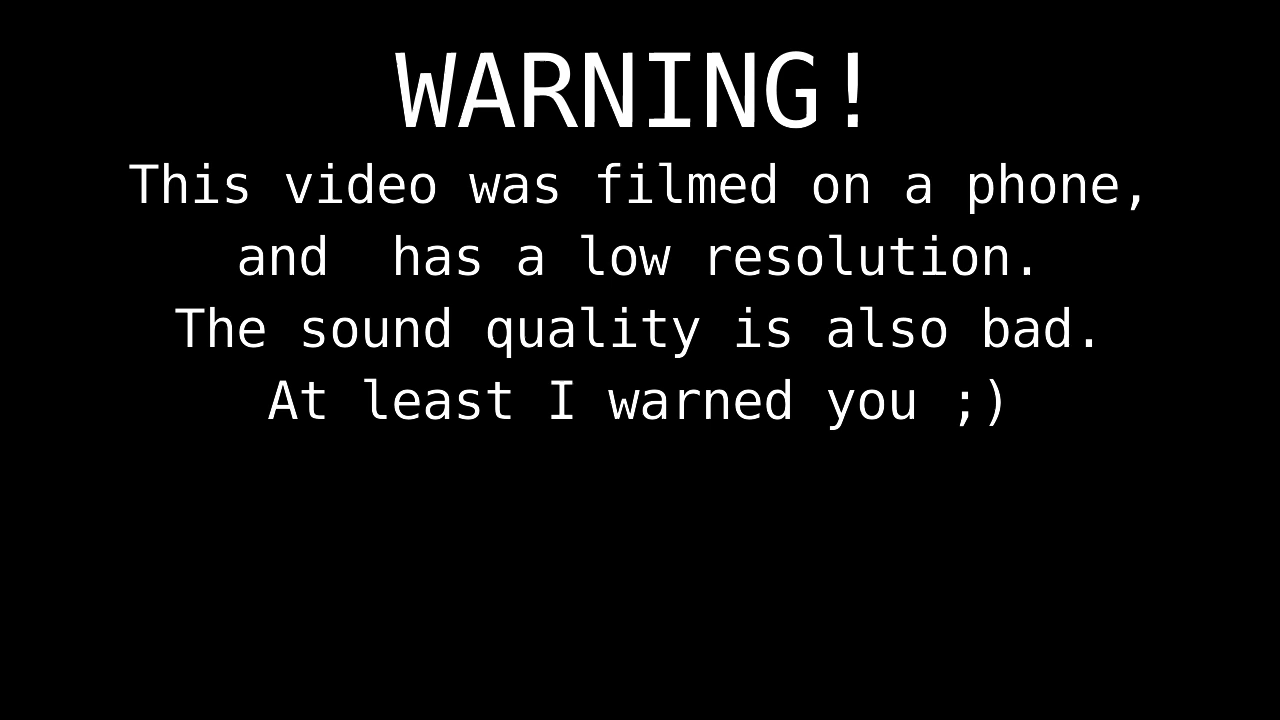 WARNING!
This video was filmed on a phone,
and  has a low resolution.
The sound quality is also bad.
At least I warned you ;)